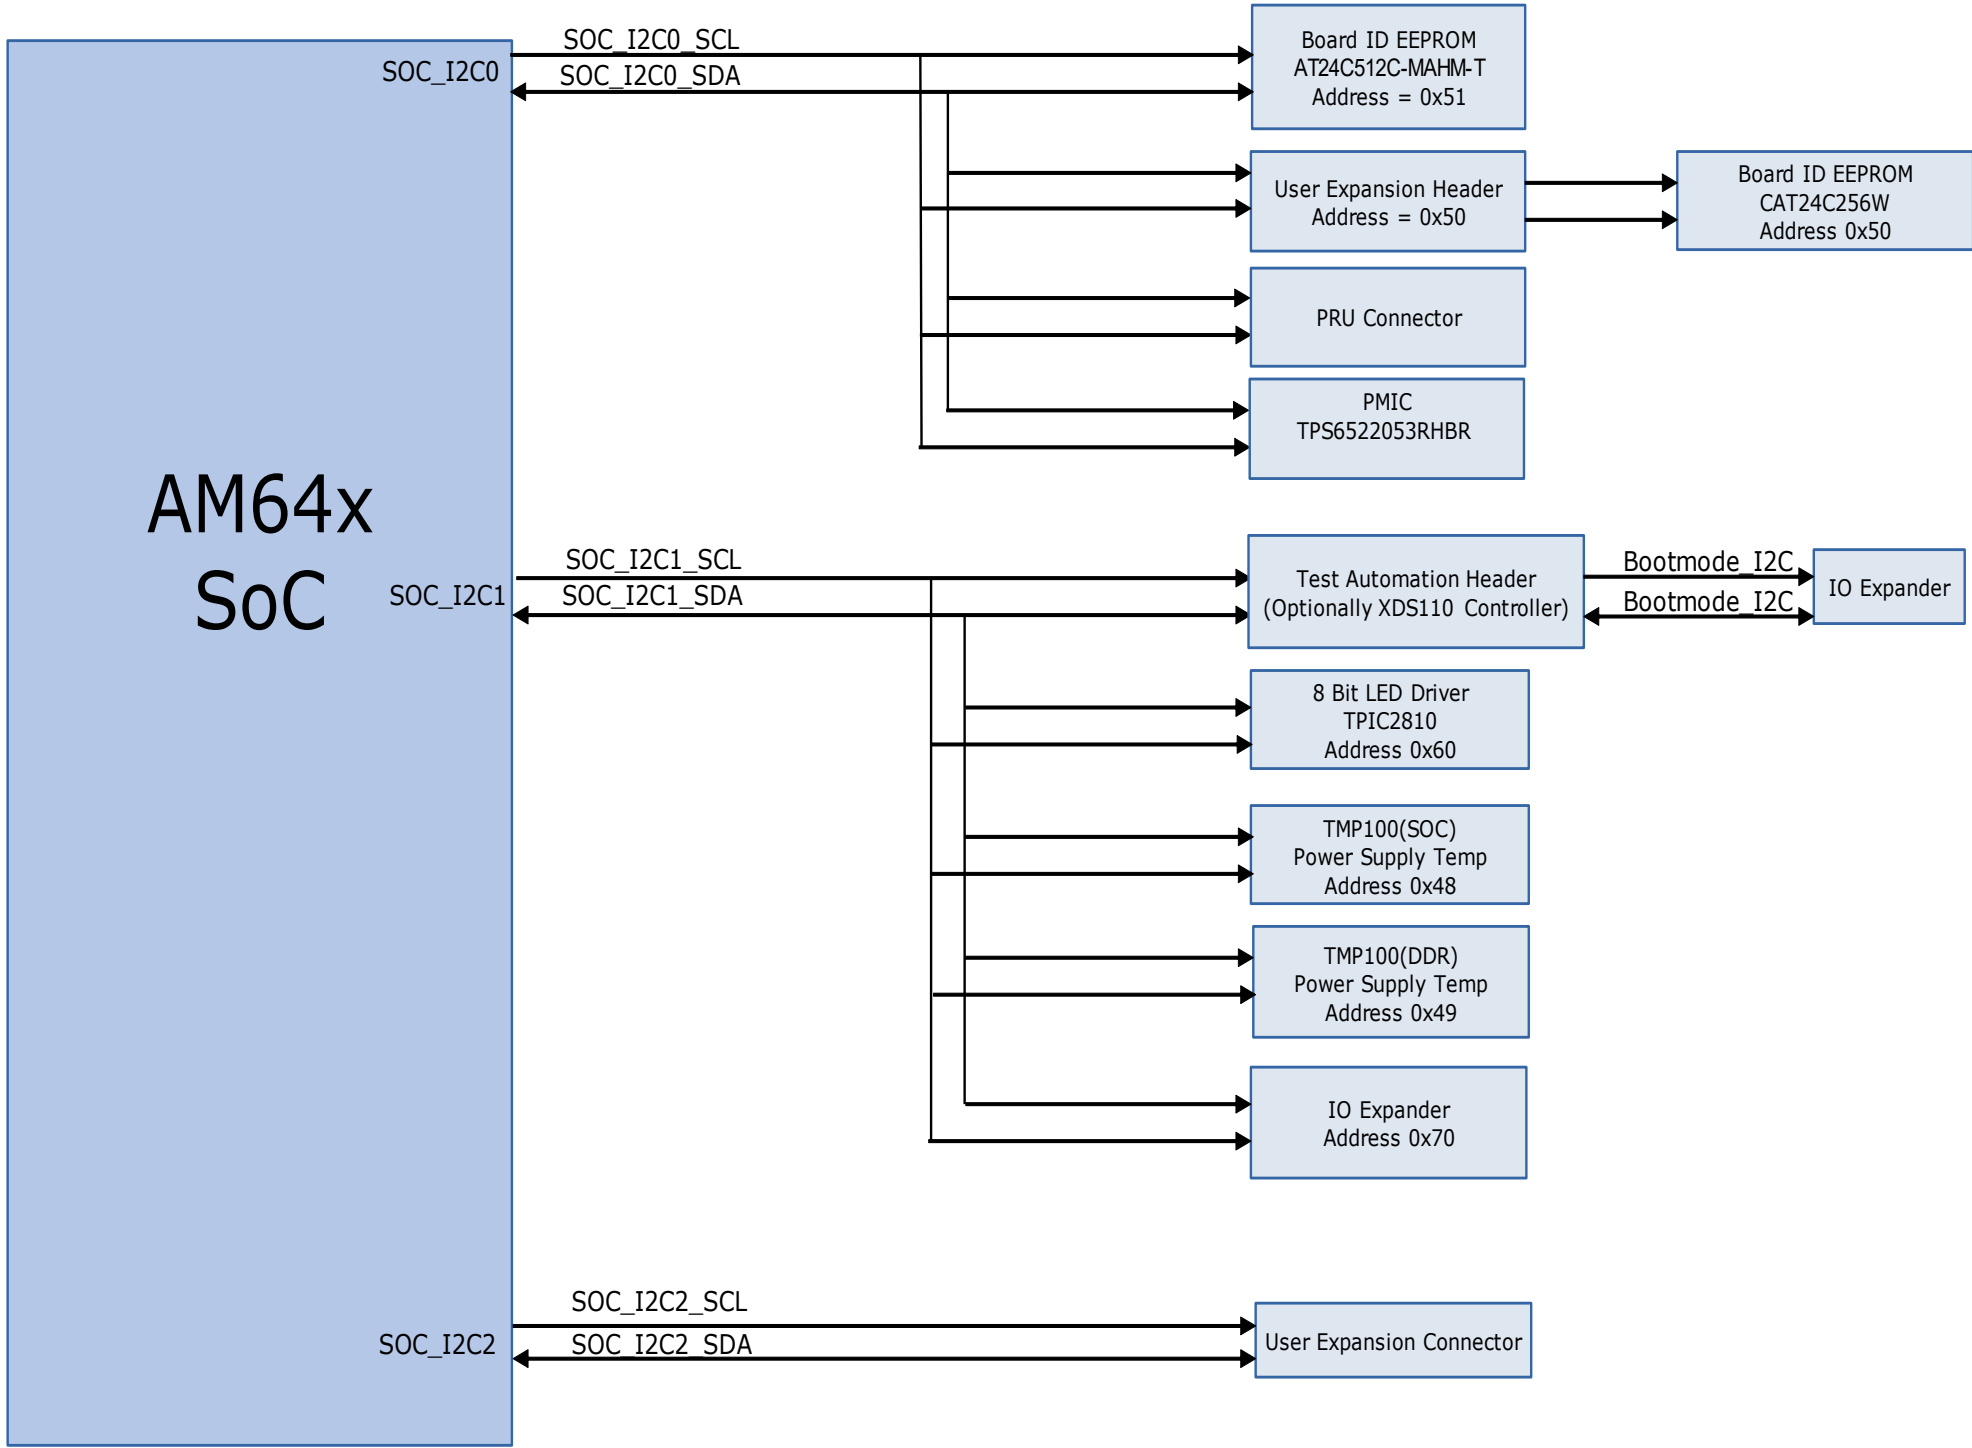 AM64x
SoC
SOC_I2C0
SOC_I2C0_SCL
SOC_I2C0_SDA
Board ID EEPROM
AT24C512C-MAHM-T
Address = 0x51
User Expansion Header
Address = 0x50
Board ID EEPROM
CAT24C256W
Address 0x50
PRU Connector
PMIC
TPS6522053RHBR
SOC_I2C1
SOC_I2C1_SCL
SOC_I2C1_SDA
Test Automation Header
(Optionally XDS110 Controller)
Bootmode_I2C
Bootmode_I2C
IO Expander
8 Bit LED Driver
TPIC2810
Address 0x60
TMP100(SOC)
Power Supply Temp
Address 0x48
TMP100(DDR)
Power Supply Temp
Address 0x49
IO Expander
Address 0x70
SOC_I2C2
SOC_I2C2_SCL
SOC_I2C2_SDA
User Expansion Connector